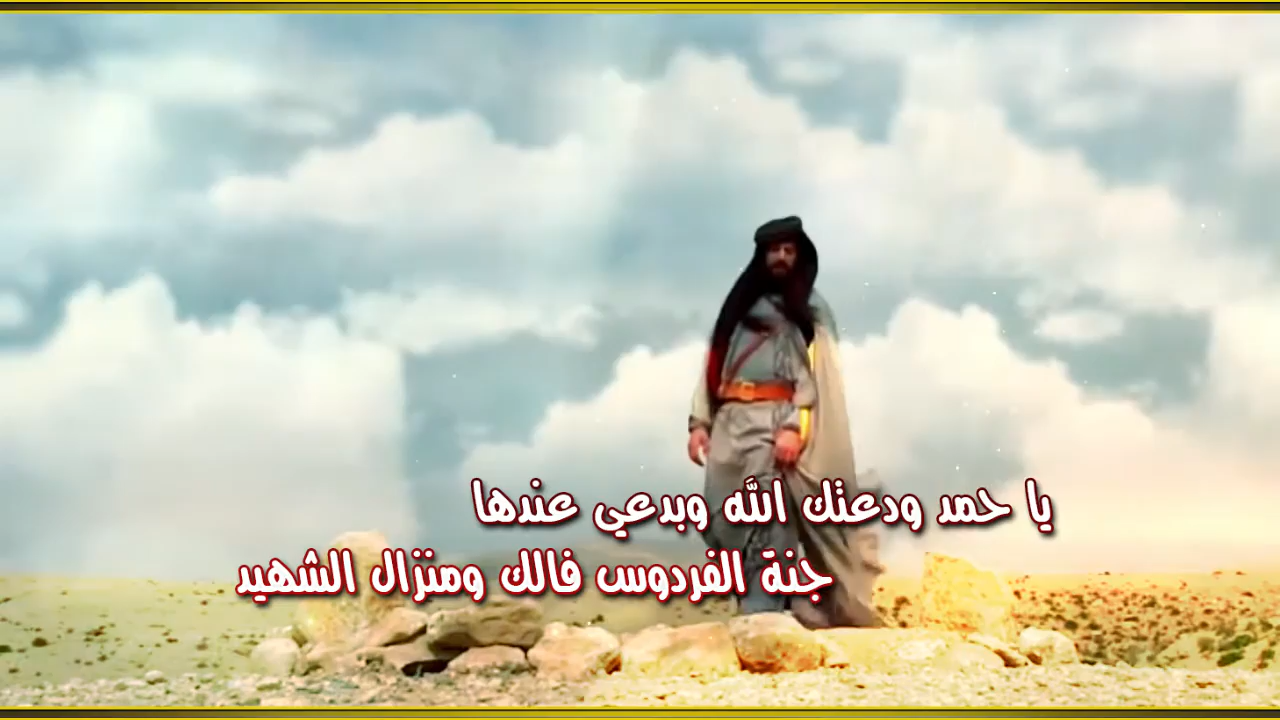 يا حمد ودعتك الله وبدعي عندها
جنة الفردوس فالك ومنزال الشهيد